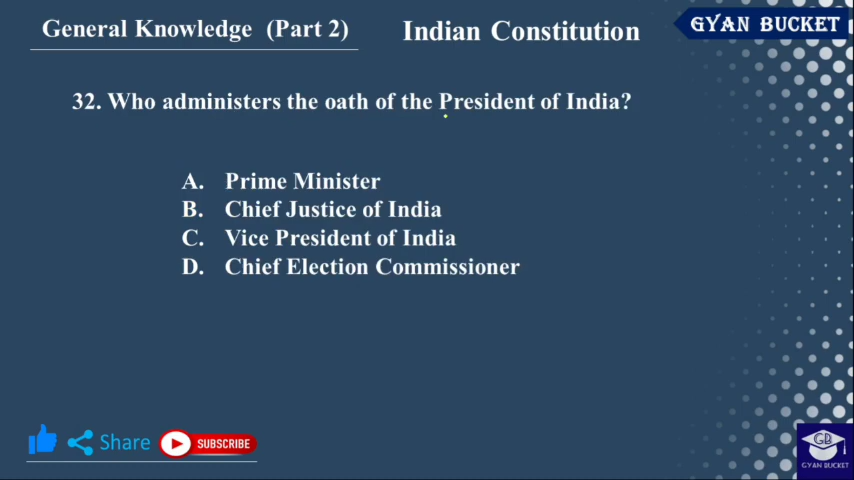 General Knowledge (Part 2)
Indian Constitution
GYAN BUCKET
32. Who administers the oath of the President of India?
A. Prime Minister
B. Chief Justice of India
C. Vice President of India
D. Chief Election Commissioner
Share
SUBSCRIBE
GB
GYAN BUCKET